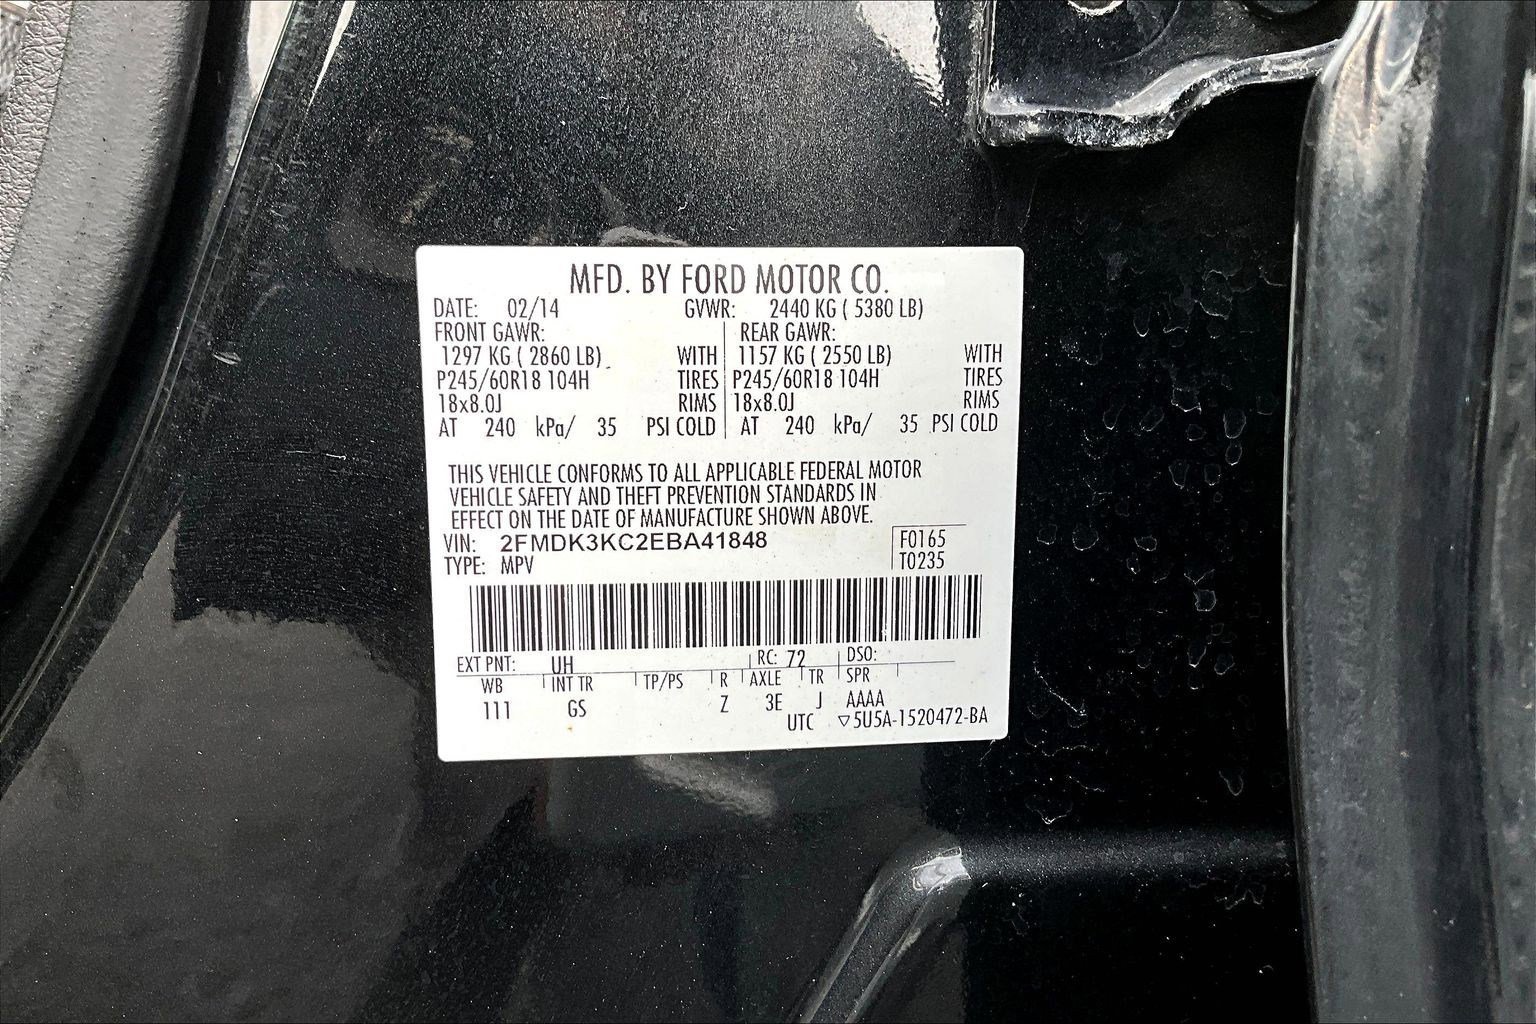 MFD. BY FORD MOTOR CO.
DATE: 02/14 GVWR: 2440 KG ( 5380 LB)
FRONT GAWR: REAR GAWR:
1297 KG ( 2860 LB) WITH 1157 KG ( 2550 LB) WITH
P245/60R18 104H TIRES P245/60R18 104H TIRES
18x8.0J RIMS 18x8.0J RIMS
AT 240 kPa/ 35 PSI COLD AT 240 kPa/ 35 PSI COLD
THIS VEHICLE CONFORMS TO ALL APPLICABLE FEDERAL MOTOR
VEHICLE SAFETY AND THEFT PREVENTION STANDARDS IN
EFFECT ON THE DATE OF MANUFACTURE SHOWN ABOVE.
VIN: 2FMDK3KC2EBA41848 F0165
TYPE: MPV T0235
EXT PNT: UH RC: 72 DSO:
WB INT TR TP/PS R AXLE TR SPR
111 GS Z 3E J AAAA
UTC ▽5U5A-1520472-BA